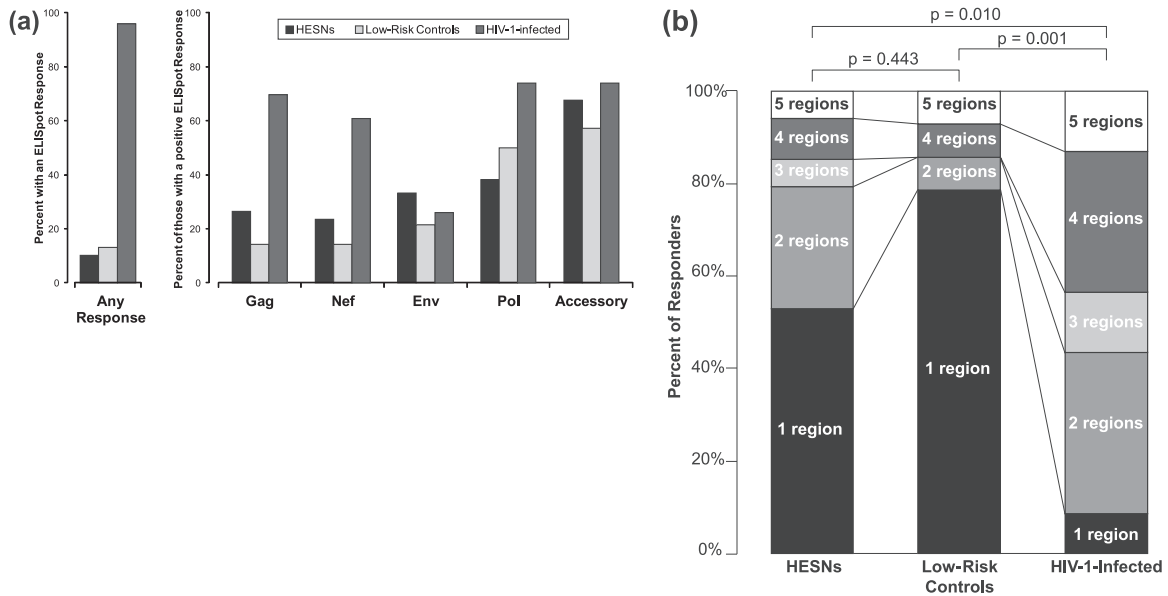 (a)
Percent with an ELISpot Response
100
80
60
40
20
0
Any
Response
Percent of those with a positive ELISpot Response
100
80
60
40
20
0
HESNs
Low-Risk Controls
HIV-1-infected
Gag
Nef
Env
Pol
Accessory
(b)
p = 0.010
p = 0.001
p = 0.443
Percent of Responders
100%
80%
60%
40%
20%
0%
5 regions
4 regions
3 regions
2 regions
1 region
HESNs
5 regions
4 regions
2 regions
1 region
Low-Risk
Controls
5 regions
4 regions
3 regions
2 regions
1 region
HIV-1-Infected